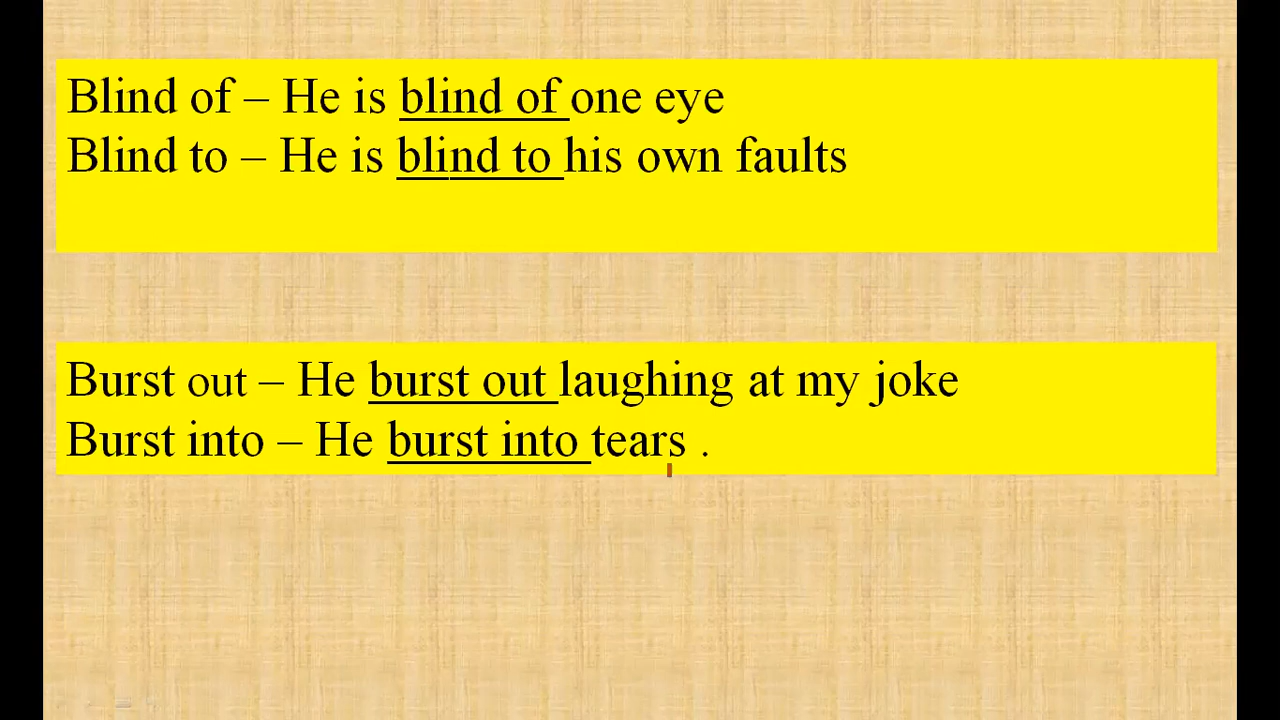 Blind of – He is blind of one eye
Blind to – He is blind to his own faults
Burst out – He burst out laughing at my joke
Burst into – He burst into tears .